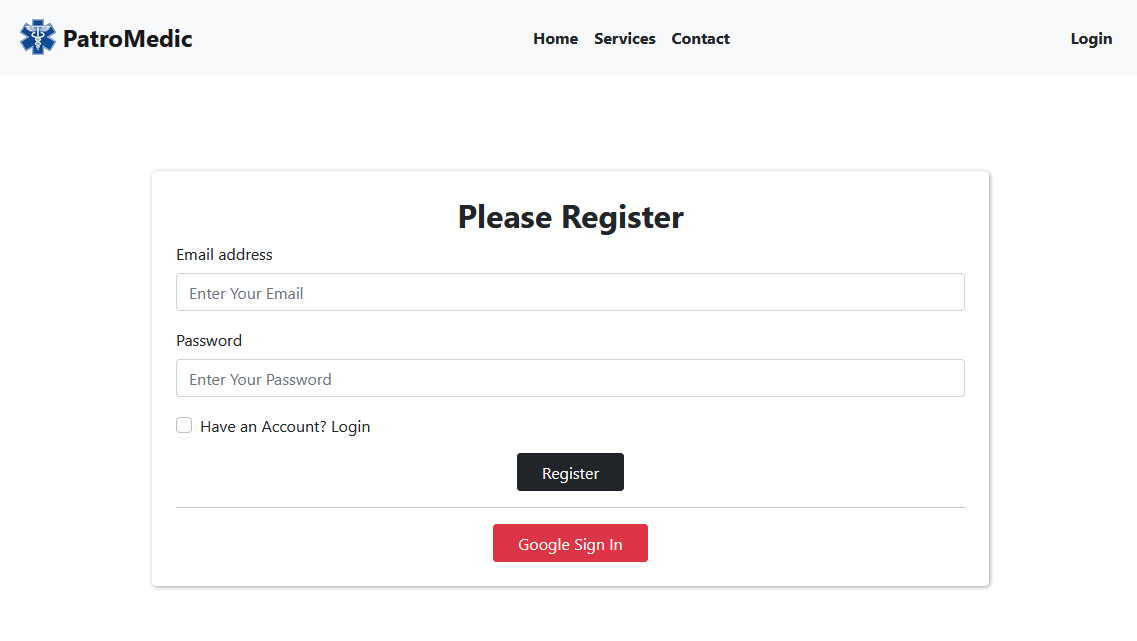 PatroMedic
Home Services Contact
Login
Please Register
Email address
Enter Your Email
Password
Enter Your Password
Have an Account? Login
Register
Google Sign In